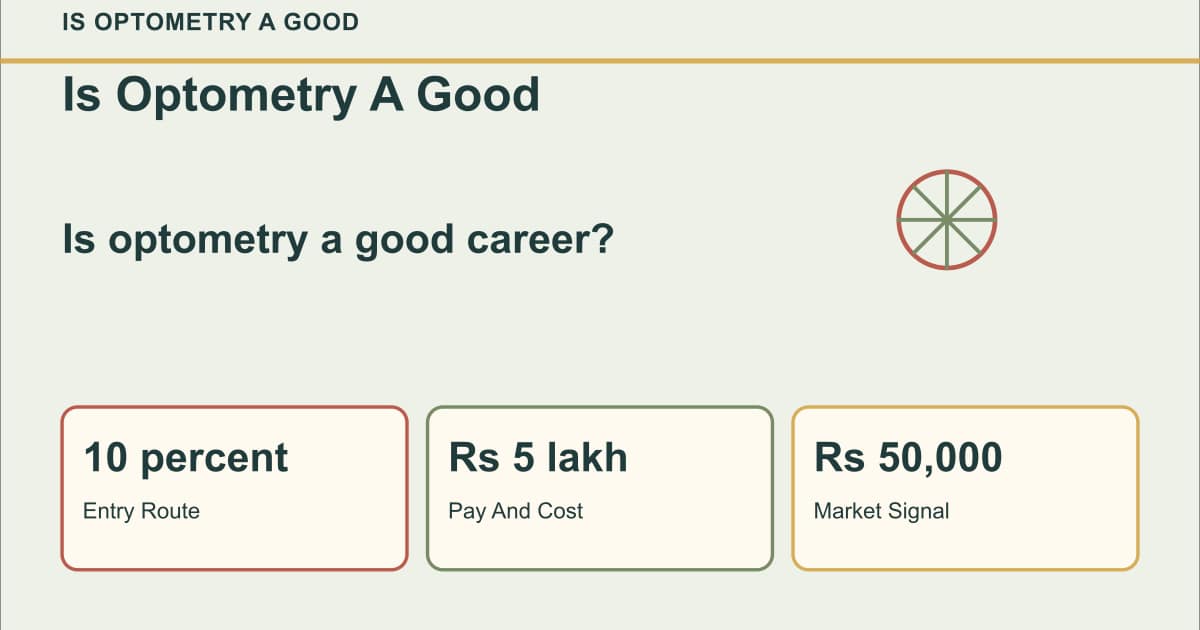 IS OPTOMETRY A GOOD
Is Optometry A Good
Is optometry a good career?
10 percent
Entry Route
Rs 5 lakh
Pay And Cost
Rs 50,000
Market Signal